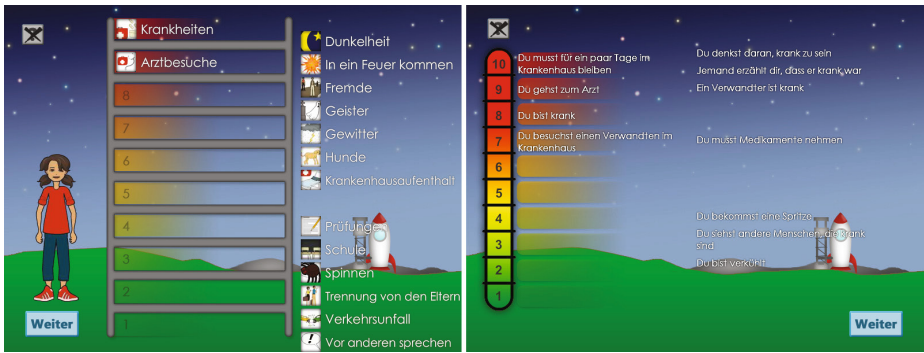 Krankheiten
Arztbesuche
8
7
6
5
4
3
2
1
Dunkelheit
In ein Feuer kommen
Fremde
Geister
Gewitter
Hunde
Krankenhausaufenthalt
Prüfungen
Schule
Spinnen
Trennung von den Eltern
Verkehrsunfall
Vor anderen sprechen
Weiter
10
Du musst für ein paar Tage im
Krankenhaus bleiben
9
Du gehst zum Arzt
8
Du bist krank
7
Du besuchst einen Verwandten im
Krankenhaus
6
5
4
3
2
1
Du denkst daran, krank zu sein
Jemand erzählt dir, dass er krank war
Ein Verwandter ist krank
Du musst Medikamente nehmen
Du bekommst eine Spritze
Du siehst andere Menschen, die krank
sind
Du bist verkühlt
Weiter